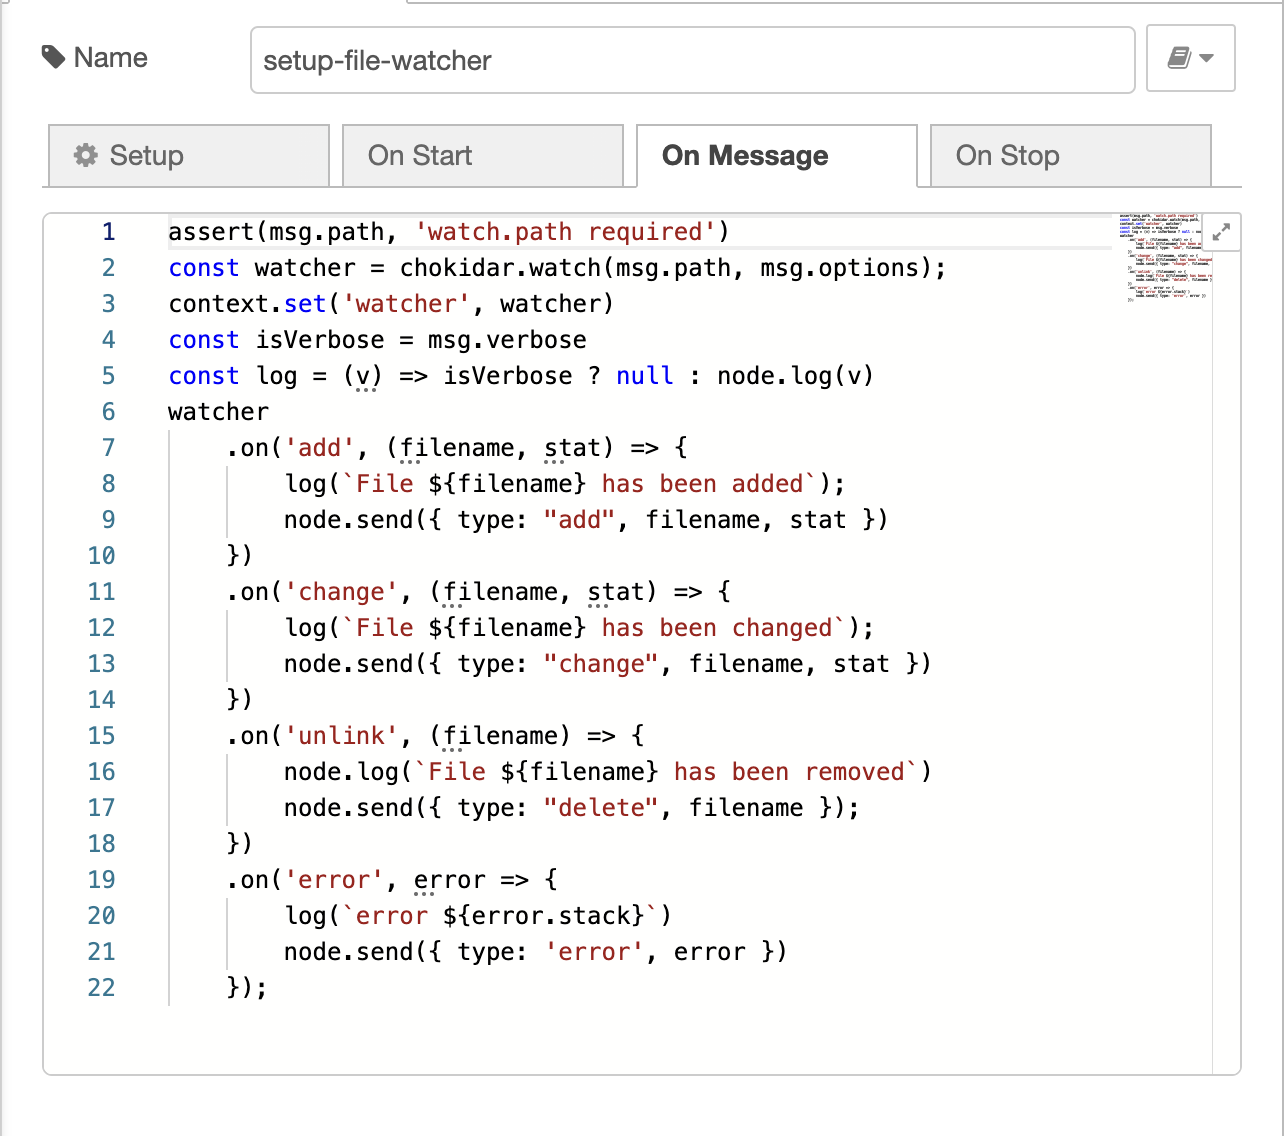 Name
setup-file-watcher
Setup
On Start
On Message
On Stop
1 assert(msg.path, 'watch.path required')
2 const watcher = chokidar.watch(msg.path, msg.options);
3 context.set('watcher', watcher)
4 const isVerbose = msg.verbose
5 const log = (v) => isVerbose ? null : node.log(v)
6 watcher
7     .on('add', (filename, stat) => {
8         log(`File ${filename} has been added`);
9         node.send({ type: "add", filename, stat })
10     })
11     .on('change', (filename, stat) => {
12         log(`File ${filename} has been changed`);
13         node.send({ type: "change", filename, stat })
14     })
15     .on('unlink', (filename) => {
16         node.log(`File ${filename} has been removed`)
17         node.send({ type: "delete", filename });
18     })
19     .on('error', error => {
20         log(`error ${error.stack}`)
21         node.send({ type: 'error', error })
22     });